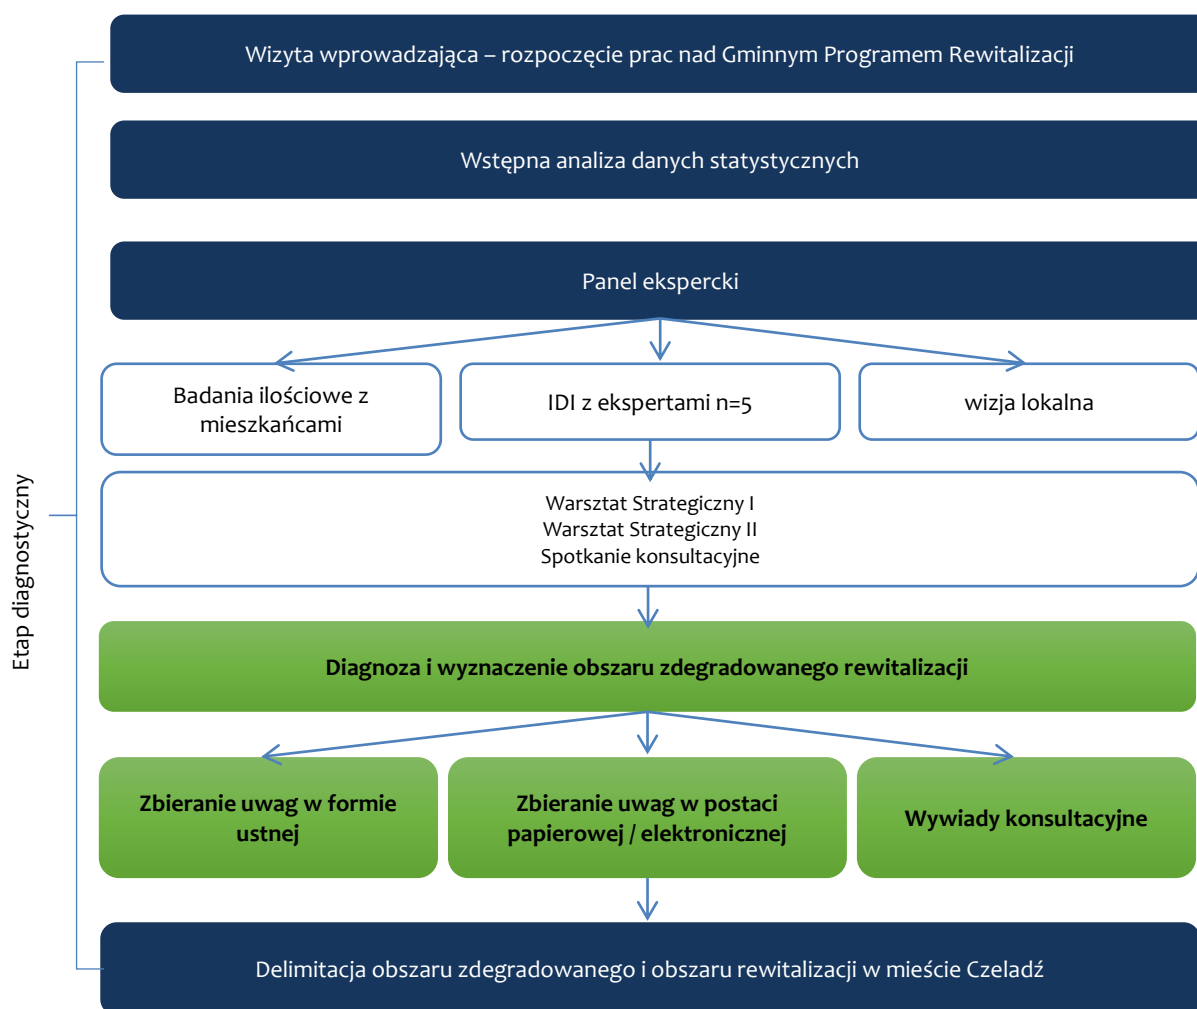 Wizyta wprowadzająca – rozpoczęcie prac nad Gminnym Programem Rewitalizacji
Wstępna analiza danych statystycznych
Panel ekspercki
Badania ilościowe z
mieszkańcami
IDI z ekspertami n=5
wizja lokalna
Warsztat Strategiczny I
Warsztat Strategiczny II
Spotkanie konsultacyjne
Etap diagnostyczny
Diagnoza i wyznaczenie obszaru zdegradowanego rewitalizacji
Zbieranie uwag w formie
ustnej
Zbieranie uwag w postaci
papierowej / elektronicznej
Wywiady konsultacyjne
Delimitacja obszaru zdegradowanego i obszaru rewitalizacji w mieście Czeladź